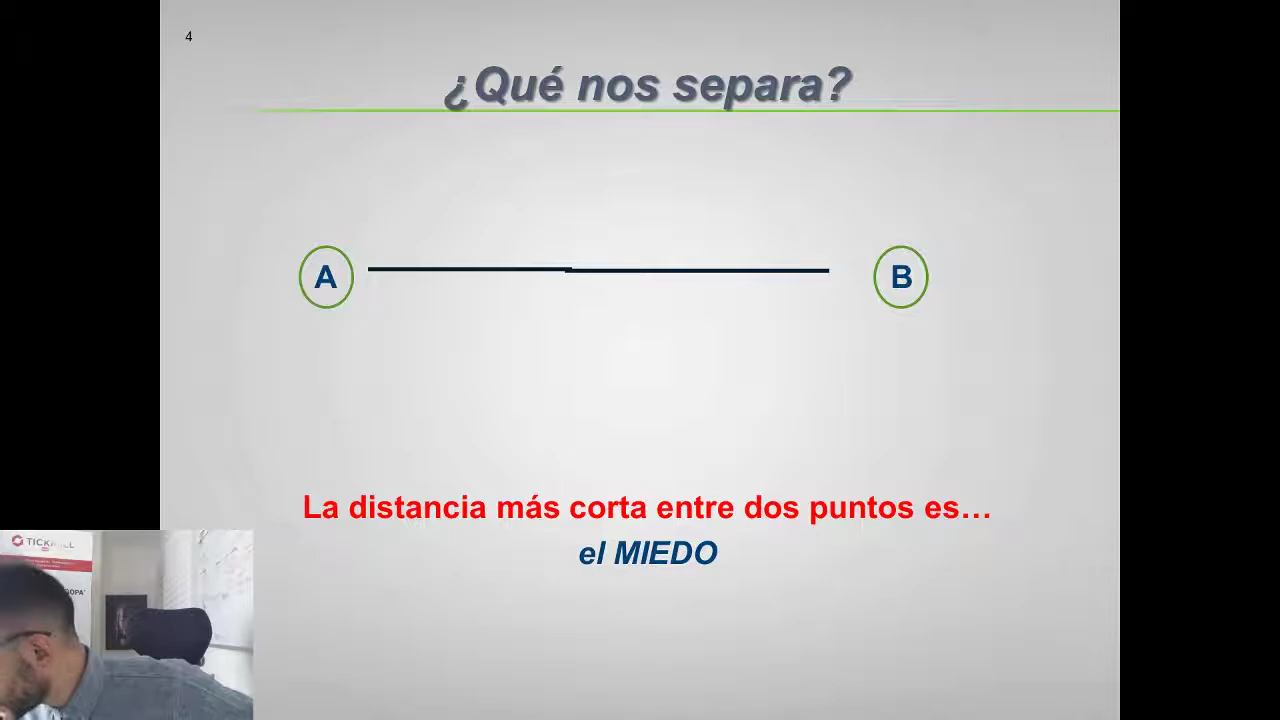 4
¿Qué nos separa?
A
B
La distancia más corta entre dos puntos es…
el MIEDO